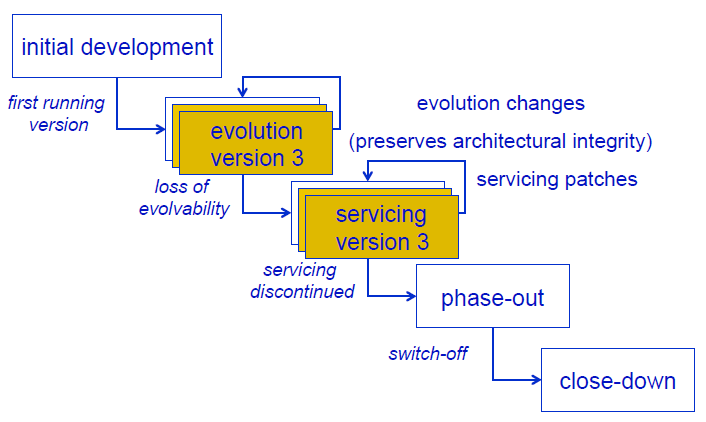 initial development
first running
version
evolution
version 3
evolution changes
(preserves architectural integrity)
loss of
evolvability
servicing patches
servicing
version 3
servicing
discontinued
phase-out
switch-off
close-down